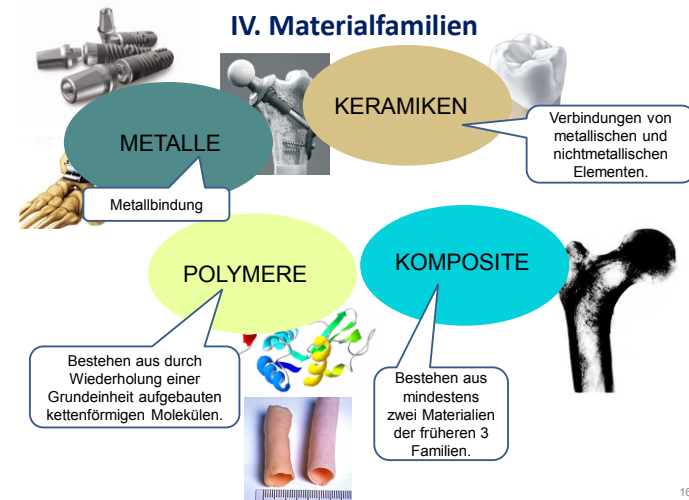 IV. Materialfamilien
METALLE
KERAMIKEN
Verbindungen von
metallischen und
nichtmetallischen
Elementen.
Metallbindung
POLYMERE
KOMPOSITE
Bestehen aus durch
Wiederholung einer
Grundeinheit aufgebauten
kettenförmigen Molekülen.
Bestehen aus
mindestens
zwei Materialien
der früheren 3
Familien.
16